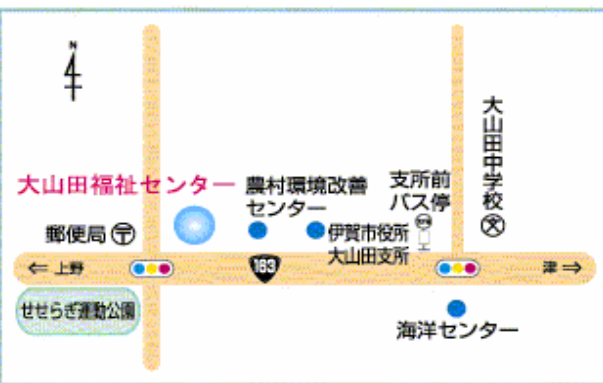 N
大山田中学校
文
大山田福祉センター
農村環境改善
センター
支所前
バス停
郵便局
〒
伊賀市役所
大山田支所
⇐ 上野
163
津 ⇒
せせらぎ運動公園
海洋センター